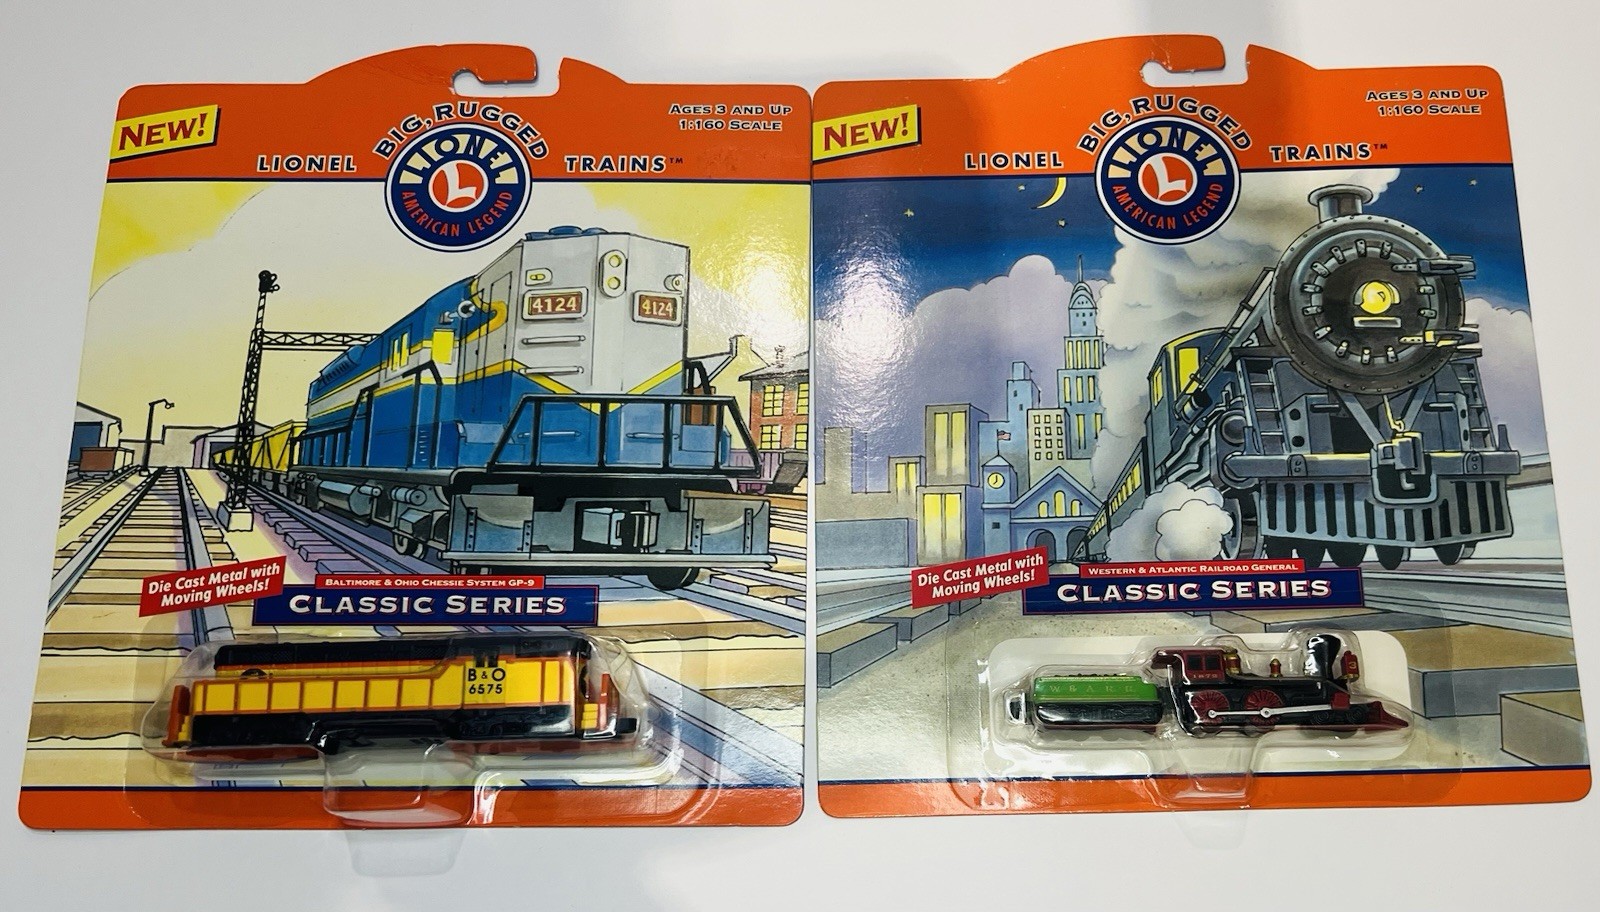 NEW!
BIG, RUGGED
LIONEL TRAINS™
LIONEL
L
AMERICAN LEGEND
AGES 3 AND UP
1:160 SCALE
4124
4124
Die Cast Metal with
Moving Wheels!
BALTIMORE & OHIO CHESSIE SYSTEM GP-9
CLASSIC SERIES
B&O
6575
NEW!
BIG, RUGGED
LIONEL TRAINS™
LIONEL
L
AMERICAN LEGEND
AGES 3 AND UP
1:160 SCALE
Die Cast Metal with
Moving Wheels!
WESTERN & ATLANTIC RAILROAD GENERAL
CLASSIC SERIES
W & A. R. R.
3